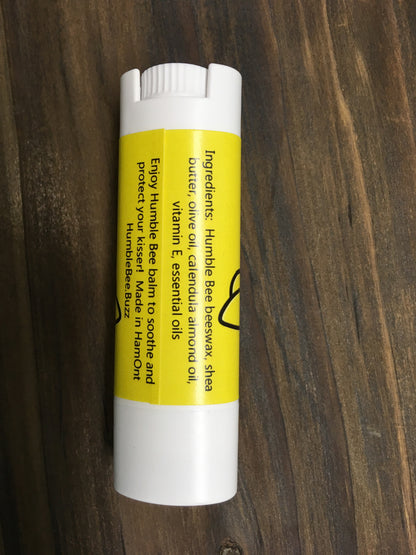 Ingredients: Humble Bee beeswax, shea
butter, olive oil, calendula almond oil,
vitamin E, essential oils
Enjoy Humble Bee balm to soothe and
protect your kisser! Made in HamOnt
HumbleBee.Buzz